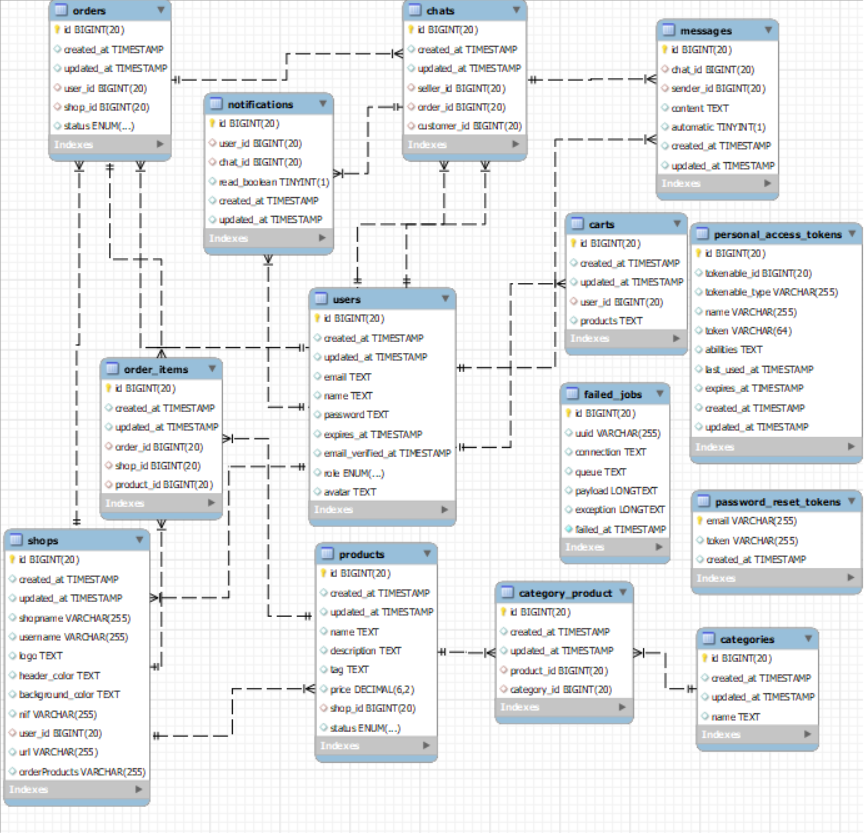 orders
id BIGINT(20)
created_at TIMESTAMP
updated_at TIMESTAMP
user_id BIGINT(20)
shop_id BIGINT(20)
status ENUM(...)
Indexes
chats
id BIGINT(20)
created_at TIMESTAMP
updated_at TIMESTAMP
seller_id BIGINT(20)
order_id BIGINT(20)
customer_id BIGINT(20)
Indexes
messages
id BIGINT(20)
chat_id BIGINT(20)
sender_id BIGINT(20)
content TEXT
automatic TINYINT(1)
created_at TIMESTAMP
updated_at TIMESTAMP
Indexes
notifications
id BIGINT(20)
user_id BIGINT(20)
chat_id BIGINT(20)
read_boolean TINYINT(1)
created_at TIMESTAMP
updated_at TIMESTAMP
Indexes
carts
id BIGINT(20)
created_at TIMESTAMP
updated_at TIMESTAMP
user_id BIGINT(20)
products TEXT
Indexes
personal_access_tokens
id BIGINT(20)
tokenable_id BIGINT(20)
tokenable_type VARCHAR(255)
name VARCHAR(255)
token VARCHAR(64)
abilities TEXT
last_used_at TIMESTAMP
expires_at TIMESTAMP
created_at TIMESTAMP
updated_at TIMESTAMP
Indexes
users
id BIGINT(20)
created_at TIMESTAMP
updated_at TIMESTAMP
email TEXT
name TEXT
password TEXT
expires_at TIMESTAMP
email_verified_at TIMESTAMP
role ENUM(...)
avatar TEXT
Indexes
order_items
id BIGINT(20)
created_at TIMESTAMP
updated_at TIMESTAMP
order_id BIGINT(20)
shop_id BIGINT(20)
product_id BIGINT(20)
Indexes
failed_jobs
id BIGINT(20)
uuid VARCHAR(255)
connection TEXT
queue TEXT
payload LONGTEXT
exception LONGTEXT
failed_at TIMESTAMP
Indexes
password_reset_tokens
email VARCHAR(255)
token VARCHAR(255)
created_at TIMESTAMP
Indexes
shops
id BIGINT(20)
created_at TIMESTAMP
updated_at TIMESTAMP
shopname VARCHAR(255)
username VARCHAR(255)
logo TEXT
header_color TEXT
background_color TEXT
nif VARCHAR(255)
user_id BIGINT(20)
url VARCHAR(255)
orderProducts VARCHAR(255)
Indexes
products
id BIGINT(20)
created_at TIMESTAMP
updated_at TIMESTAMP
name TEXT
description TEXT
tag TEXT
price DECIMAL(6,2)
shop_id BIGINT(20)
status ENUM(...)
Indexes
category_product
id BIGINT(20)
created_at TIMESTAMP
updated_at TIMESTAMP
product_id BIGINT(20)
category_id BIGINT(20)
Indexes
categories
id BIGINT(20)
created_at TIMESTAMP
updated_at TIMESTAMP
name TEXT
Indexes